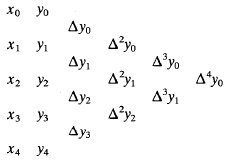 x₀ y₀
Δy₀
x₁ y₁ Δ²y₀
Δy₁ Δ³y₀
x₂ y₂ Δ²y₁ Δ⁴y₀
Δy₂ Δ³y₁
x₃ y₃ Δ²y₂
Δy₃
x₄ y₄